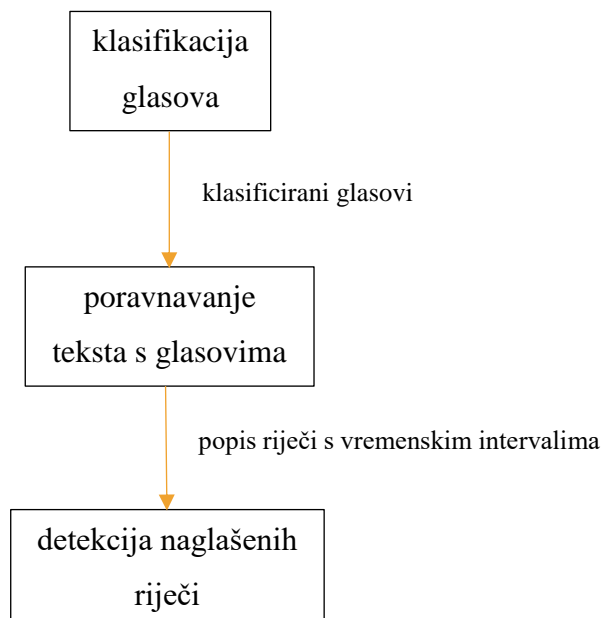 klasifikacija
glasova
klasificirani glasovi
poravnavanje
teksta s glasovima
popis riječi s vremenskim intervalima
detekcija naglašenih
riječi